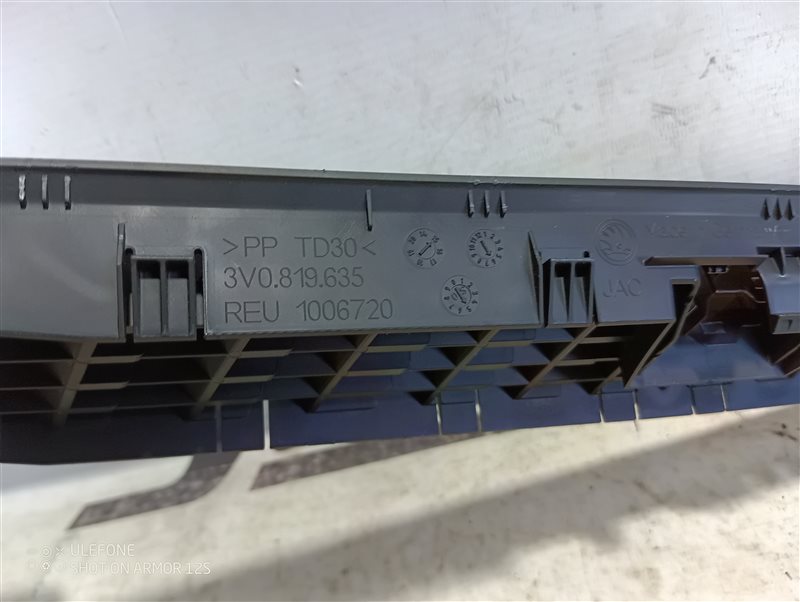 >PP TD30<
3V0.819.635
REU 1006720
JAC
ULEFONE
SHOT ON ARMOR 12S